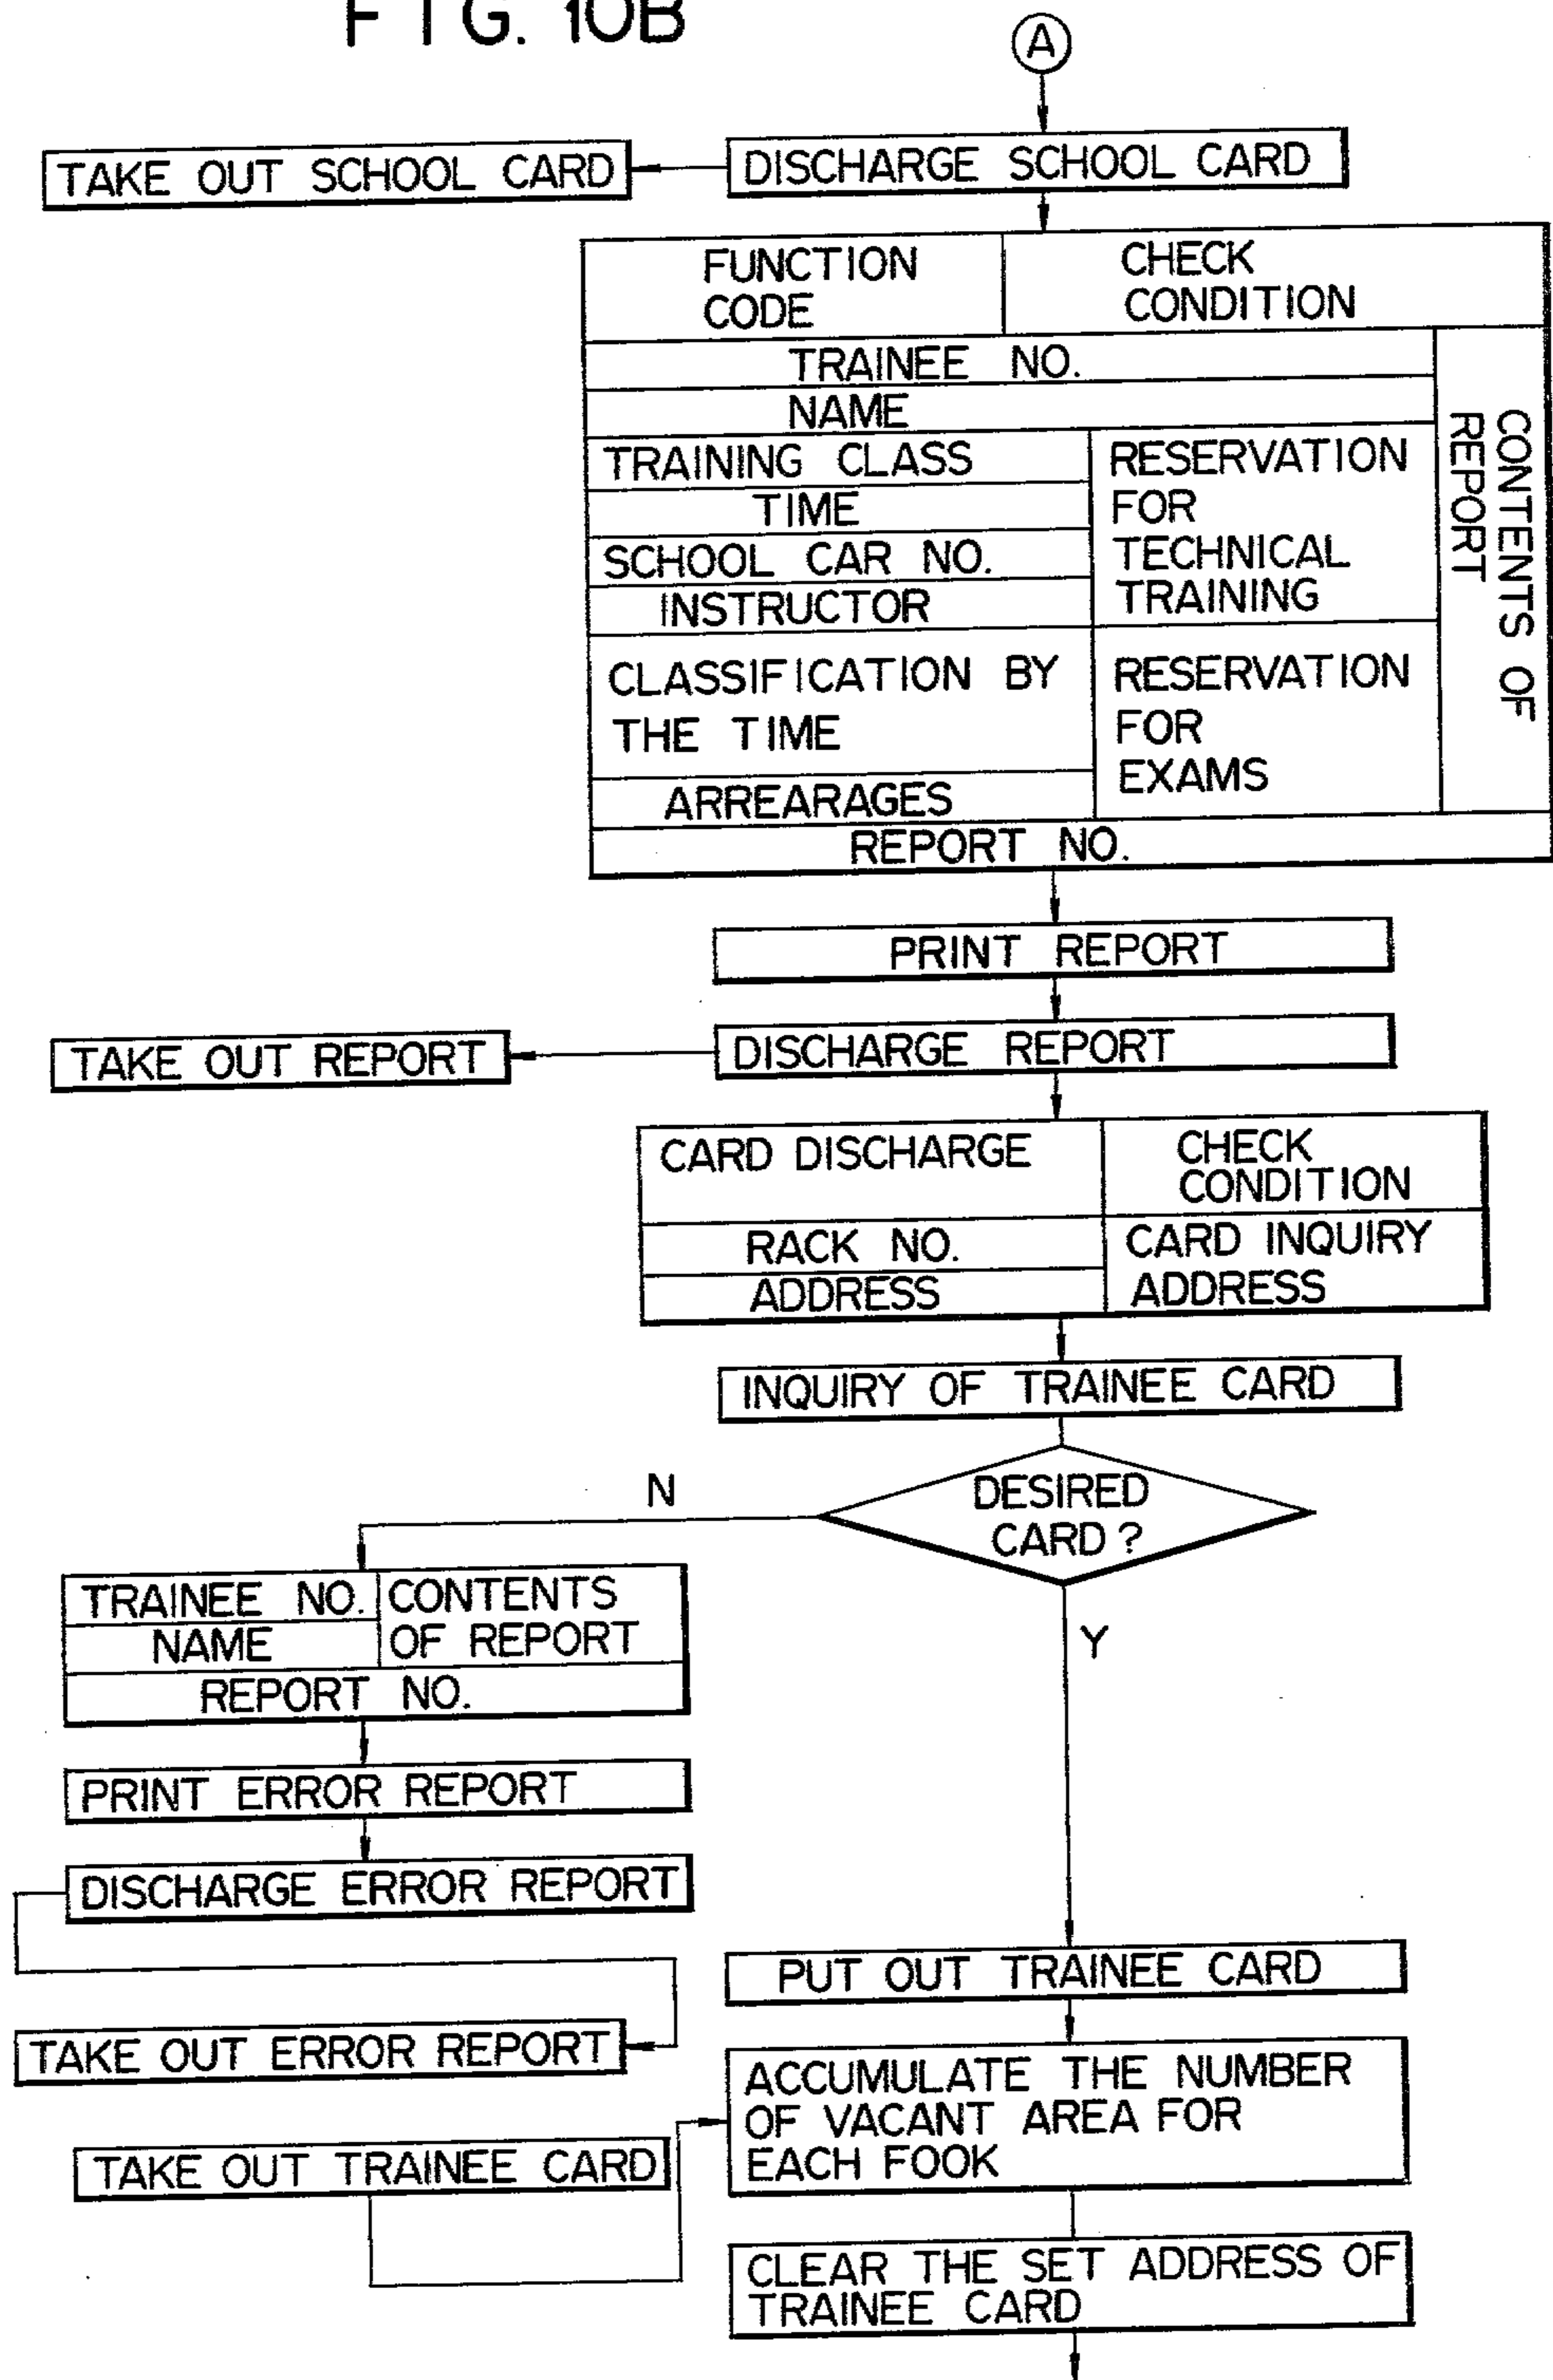 FIG. 10B
A
TAKE OUT SCHOOL CARD
DISCHARGE SCHOOL CARD
FUNCTION
CODE
CHECK
CONDITION
TRAINEE NO.
NAME
TRAINING CLASS
TIME
SCHOOL CAR NO.
INSTRUCTOR
RESERVATION
FOR
TECHNICAL
TRAINING
CLASSIFICATION BY
THE TIME
ARREARAGES
RESERVATION
FOR
EXAMS
CONTENTS OF
REPORT
REPORT NO.
PRINT REPORT
TAKE OUT REPORT
DISCHARGE REPORT
CARD DISCHARGE
CHECK
CONDITION
RACK NO.
ADDRESS
CARD INQUIRY
ADDRESS
INQUIRY OF TRAINEE CARD
DESIRED
CARD?
N
Y
TRAINEE NO.
NAME
CONTENTS
OF REPORT
REPORT NO.
PRINT ERROR REPORT
DISCHARGE ERROR REPORT
TAKE OUT ERROR REPORT
PUT OUT TRAINEE CARD
TAKE OUT TRAINEE CARD
ACCUMULATE THE NUMBER
OF VACANT AREA FOR
EACH FOOK
CLEAR THE SET ADDRESS OF
TRAINEE CARD